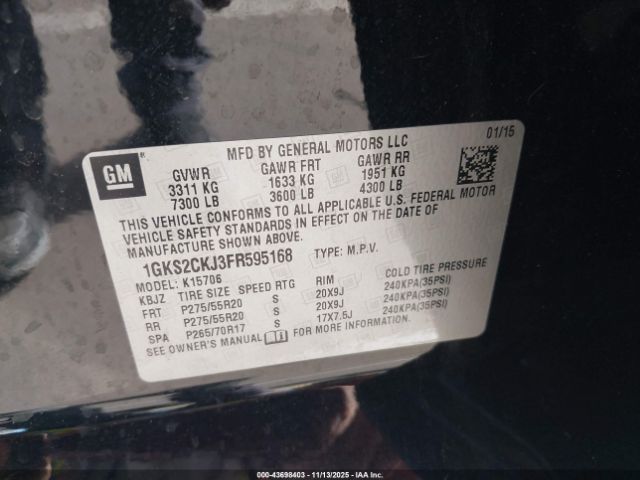 GM
®
MFD BY GENERAL MOTORS LLC
01/15
GVWR GAWR FRT GAWR RR
3311 KG 1633 KG 1951 KG
7300 LB 3600 LB 4300 LB
THIS VEHICLE CONFORMS TO ALL APPLICABLE U.S. FEDERAL MOTOR
VEHICLE SAFETY STANDARDS IN EFFECT ON THE DATE OF
MANUFACTURE SHOWN ABOVE.
1GKS2CKJ3FR595168 TYPE: M.P.V.
MODEL: K15706
KBJZ TIRE SIZE SPEED RTG RIM COLD TIRE PRESSURE
FRT P275/55R20 S 20X9J 240KPA(35PSI)
RR P275/55R20 S 20X9J 240KPA(35PSI)
SPA P265/70R17 S 17X7.5J 240KPA(35PSI)
SEE OWNER'S MANUAL FOR MORE INFORMATION.
© IAA - 43698403 - 11/13/2025 - IAAI.COM